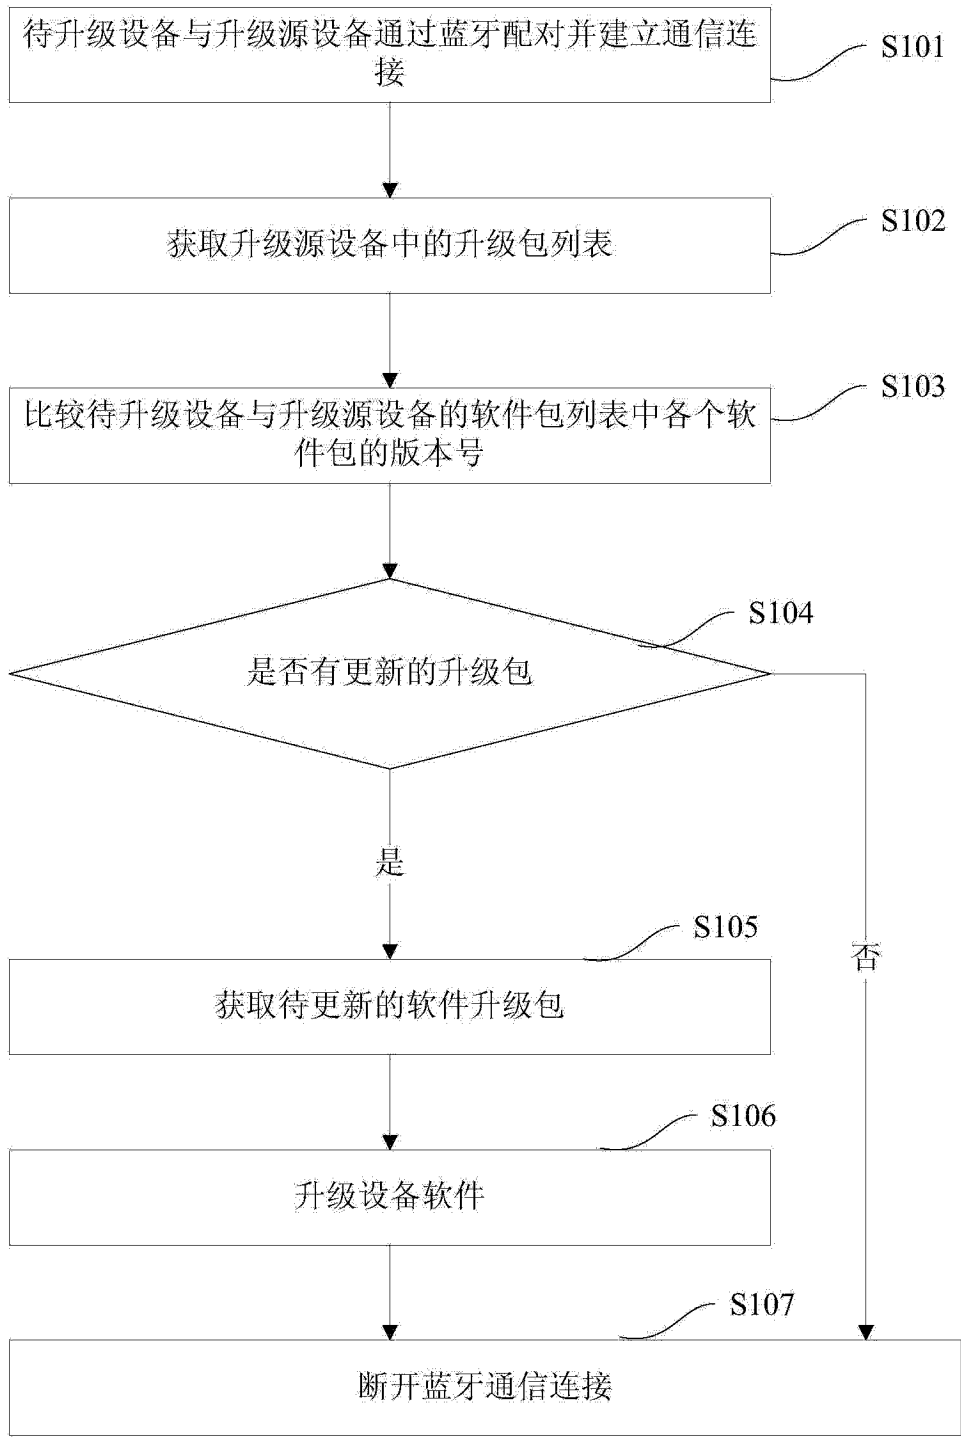 待升级设备与升级源设备通过蓝牙配对并建立通信连
接
S101
获取升级源设备中的升级包列表
S102
比较待升级设备与升级源设备的软件包列表中各个软
件包的版本号
S103
是否有更新的升级包
S104
是
否
获取待更新的软件升级包
S105
升级设备软件
S106
断开蓝牙通信连接
S107